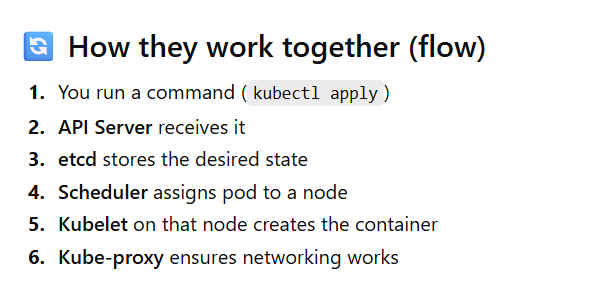 🔄 How they work together (flow)
1. You run a command (kubectl apply)
2. API Server receives it
3. etcd stores the desired state
4. Scheduler assigns pod to a node
5. Kubelet on that node creates the container
6. Kube-proxy ensures networking works